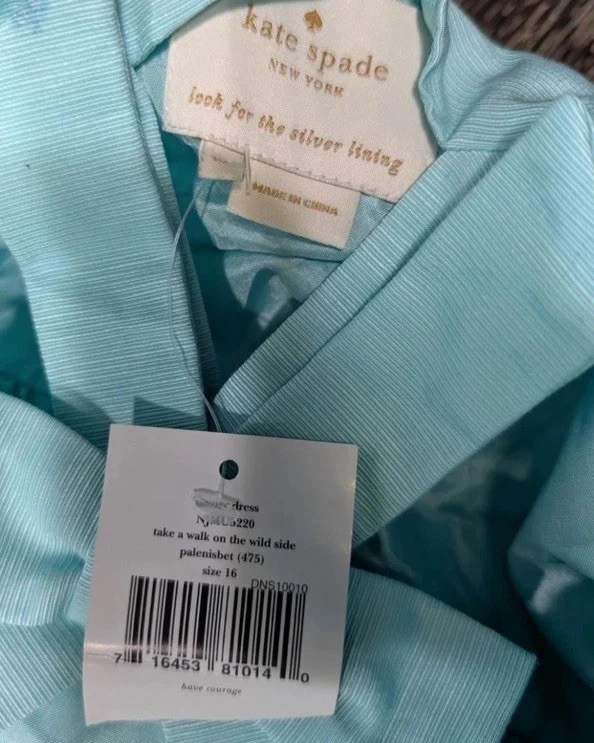 kate spade
NEW YORK
look for the silver lining
MADE IN CHINA
dress
NJMU5220
take a walk on the wild side
palenisbet (475)
size 16
DNS10010
7 16453 81014 0
have courage